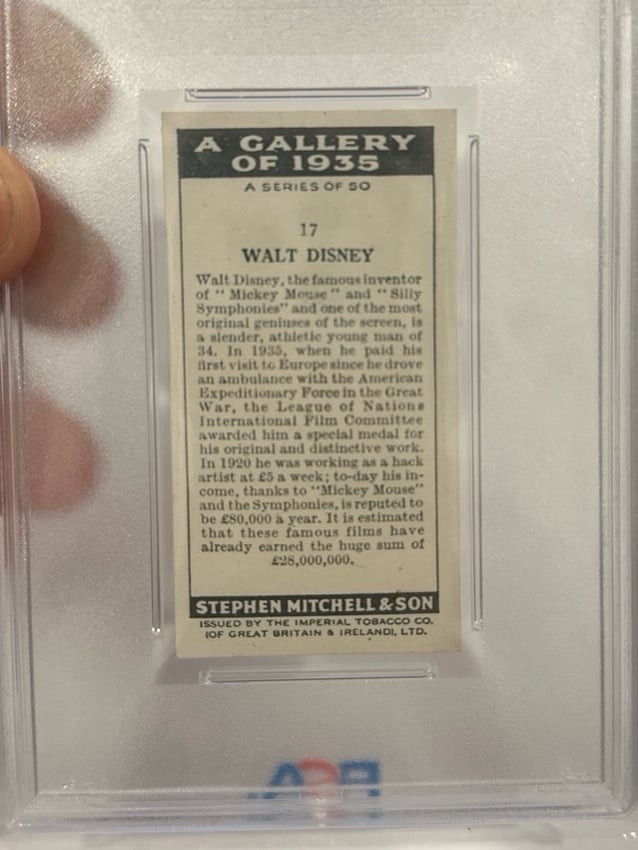 A GALLERY
OF 1935
A SERIES OF 50
17
WALT DISNEY
Walt Disney, the famous inventor
of "Mickey Mouse" and "Silly
Symphonies" and one of the most
original geniuses of the screen, is
a slender, athletic young man of
34. In 1935, when he paid his
first visit to Europe since he drove
an ambulance with the American
Expeditionary Force in the Great
War, the League of Nations
International Film Committee
awarded him a special medal for
his original and distinctive work.
In 1920 he was working as a hack
artist at £5 a week; to-day his in-
come, thanks to "Mickey Mouse"
and the Symphonies, is reputed to
be £80,000 a year. It is estimated
that these famous films have
already earned the huge sum of
£28,000,000.
STEPHEN MITCHELL & SON
ISSUED BY THE IMPERIAL TOBACCO CO.
(OF GREAT BRITAIN & IRELAND), LTD.